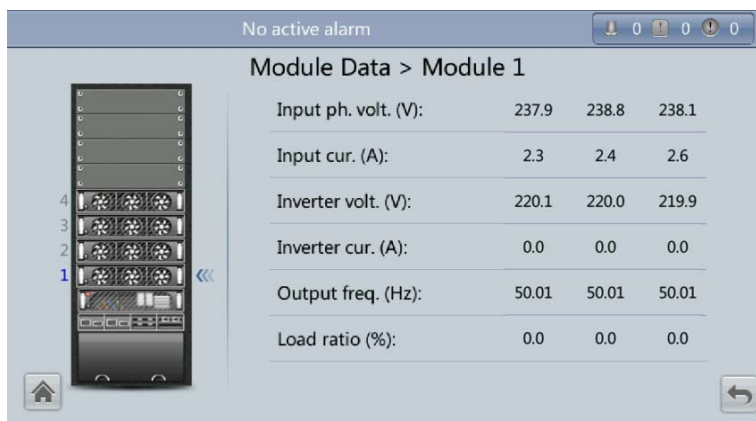 No active alarm
0 0 0
Module Data > Module 1
Input ph. volt. (V): 237.9 238.8 238.1
Input cur. (A): 2.3 2.4 2.6
Inverter volt. (V): 220.1 220.0 219.9
Inverter cur. (A): 0.0 0.0 0.0
Output freq. (Hz): 50.01 50.01 50.01
Load ratio (%): 0.0 0.0 0.0
4
3
2
1